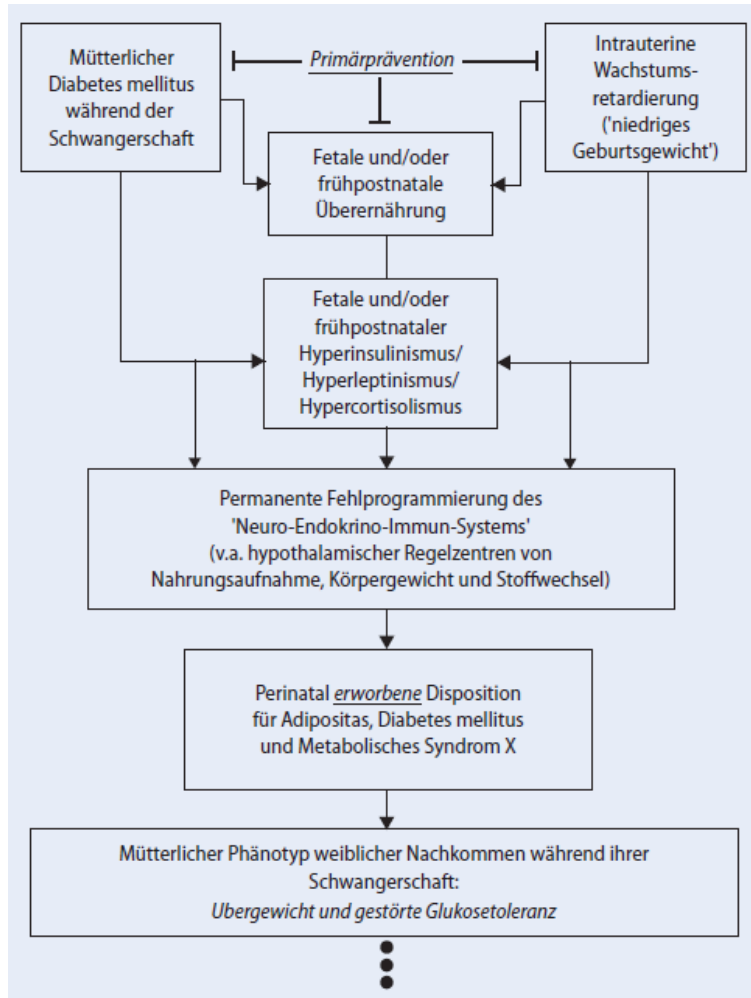 Mütterlicher
Diabetes mellitus
während der
Schwangerschaft
Primärprävention
Intrauterine
Wachstums-
retardierung
('niedriges
Geburtsgewicht')
Fetale und/oder
frühpostnatale
Überernährung
Fetale und/oder
frühpostnataler
Hyperinsulinismus/
Hyperleptinismus/
Hypercortisolismus
Permanente Fehlprogrammierung des
'Neuro-Endokrino-Immun-Systems'
(v.a. hypothalamischer Regelzentren von
Nahrungsaufnahme, Körpergewicht und Stoffwechsel)
Perinatal erworbene Disposition
für Adipositas, Diabetes mellitus
und Metabolisches Syndrom X
Mütterlicher Phänotyp weiblicher Nachkommen während ihrer
Schwangerschaft:
Ubergewicht und gestörte Glukosetoleranz